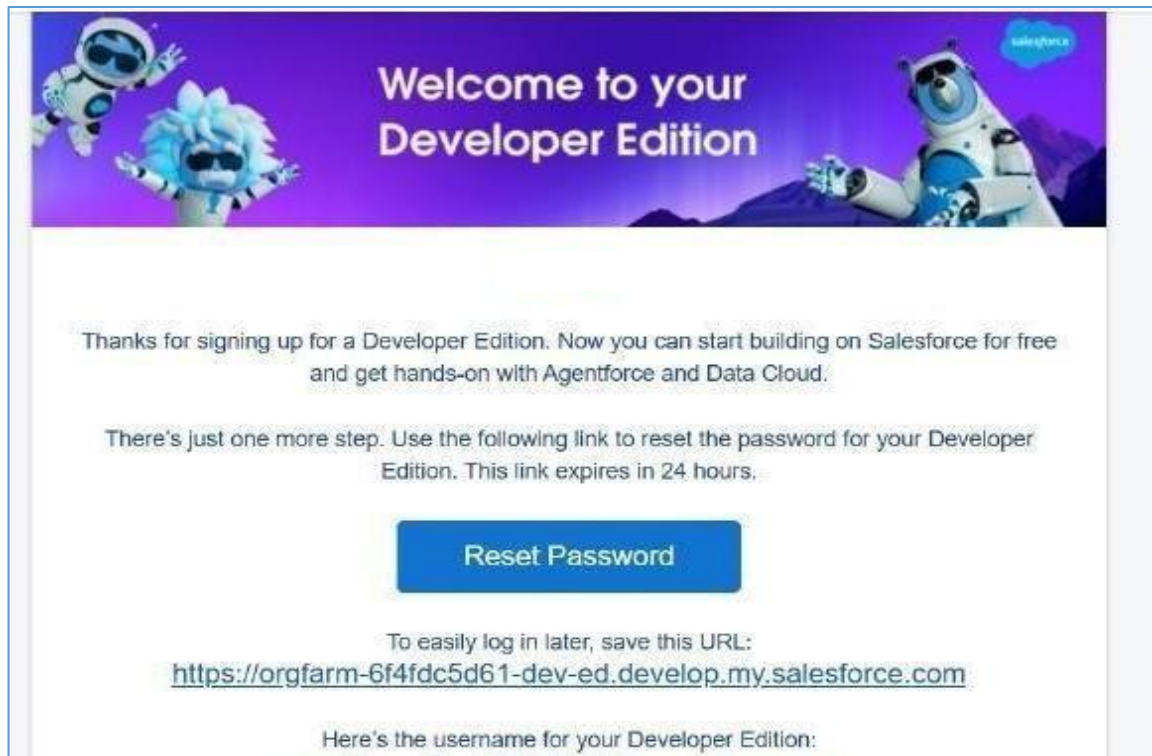 salesforce
Welcome to your
Developer Edition
Thanks for signing up for a Developer Edition. Now you can start building on Salesforce for free
and get hands-on with Agentforce and Data Cloud.
There's just one more step. Use the following link to reset the password for your Developer
Edition. This link expires in 24 hours.
Reset Password
To easily log in later, save this URL:
https://orgfarm-6f4fdc5d61-dev-ed.develop.my.salesforce.com
Here's the username for your Developer Edition: